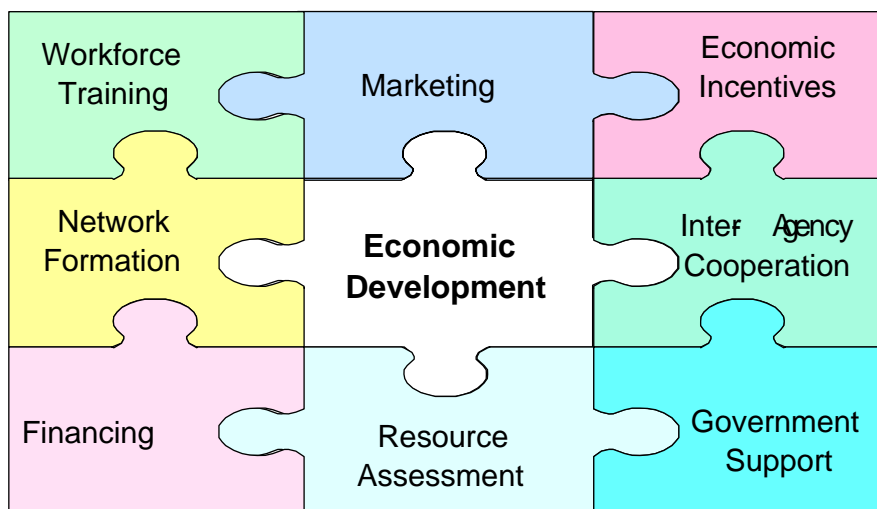 Workforce
Training
Marketing
Economic
Incentives
Network
Formation
Economic
Development
Inter- Agency
Cooperation
Financing
Resource
Assessment
Government
Support